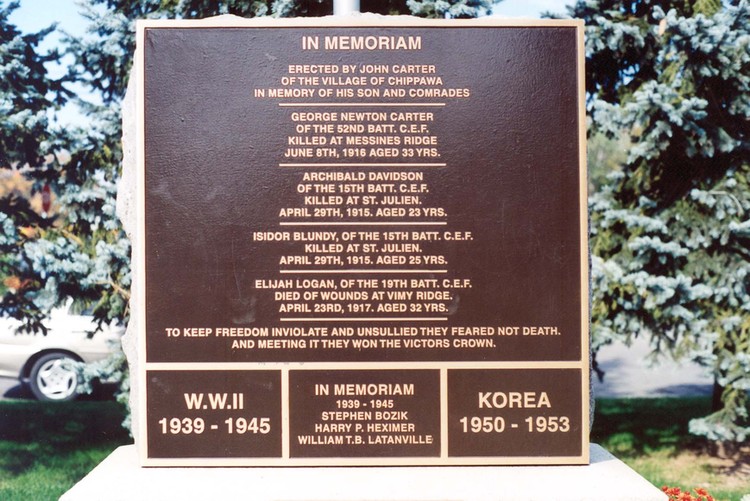 IN MEMORIAM
ERECTED BY JOHN CARTER
OF THE VILLAGE OF CHIPPAWA
IN MEMORY OF HIS SON AND COMRADES
GEORGE NEWTON CARTER
OF THE 52ND BATT. C.E.F.
KILLED AT MESSINES RIDGE
JUNE 8TH, 1916 AGED 33 YRS.
ARCHIBALD DAVIDSON
OF THE 15TH BATT. C.E.F.
KILLED AT ST. JULIEN.
APRIL 29TH, 1915. AGED 23 YRS.
ISIDOR BLUNDY, OF THE 15TH BATT. C.E.F.
KILLED AT ST. JULIEN.
APRIL 29TH, 1915. AGED 25 YRS.
ELIJAH LOGAN, OF THE 19TH BATT. C.E.F.
DIED OF WOUNDS AT VIMY RIDGE.
APRIL 23RD, 1917. AGED 32 YRS.
TO KEEP FREEDOM INVIOLATE AND UNSULLIED THEY FEARED NOT DEATH.
AND MEETING IT THEY WON THE VICTORS CROWN.
W.W.II
1939 - 1945
IN MEMORIAM
1939 - 1945
STEPHEN BOZIK
HARRY P. HEXIMER
WILLIAM T.B. LATANVILLE
KOREA
1950 - 1953